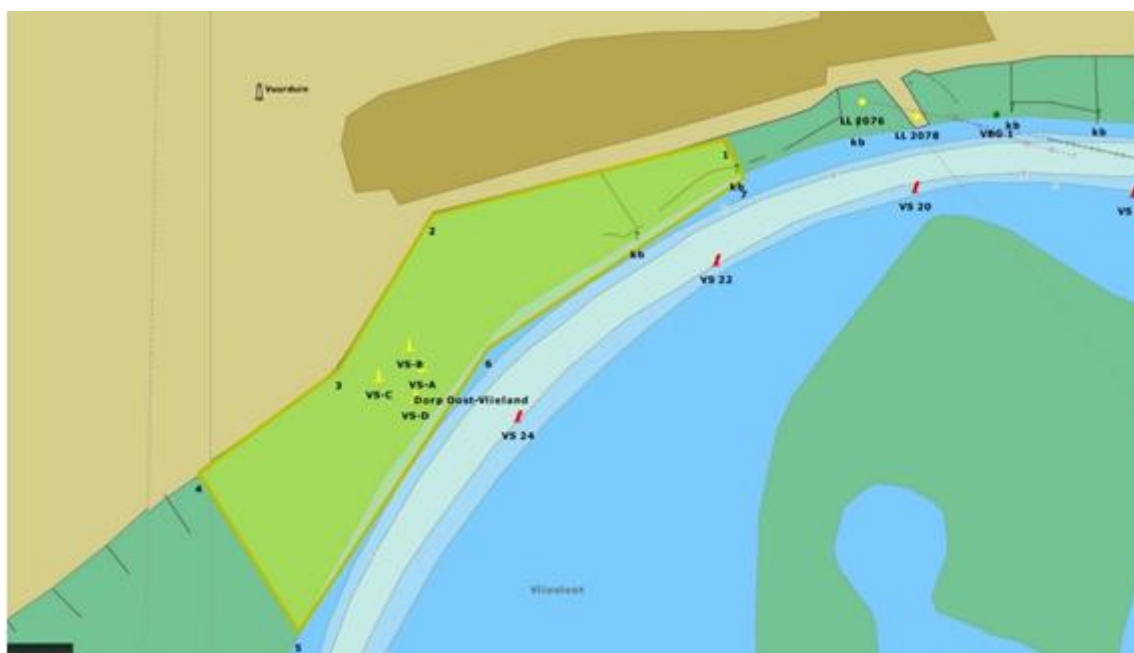 Vuurduin
LL 2076
kb
LL 2078
VBG 1
kb
kb
1
kb
7
VS 20
VS
2
kb
VS 22
VS-B
6
3
VS-A
VS-C
Dorp Oost-Vlieland
VS-D
VS 24
4
Vliesloot
5